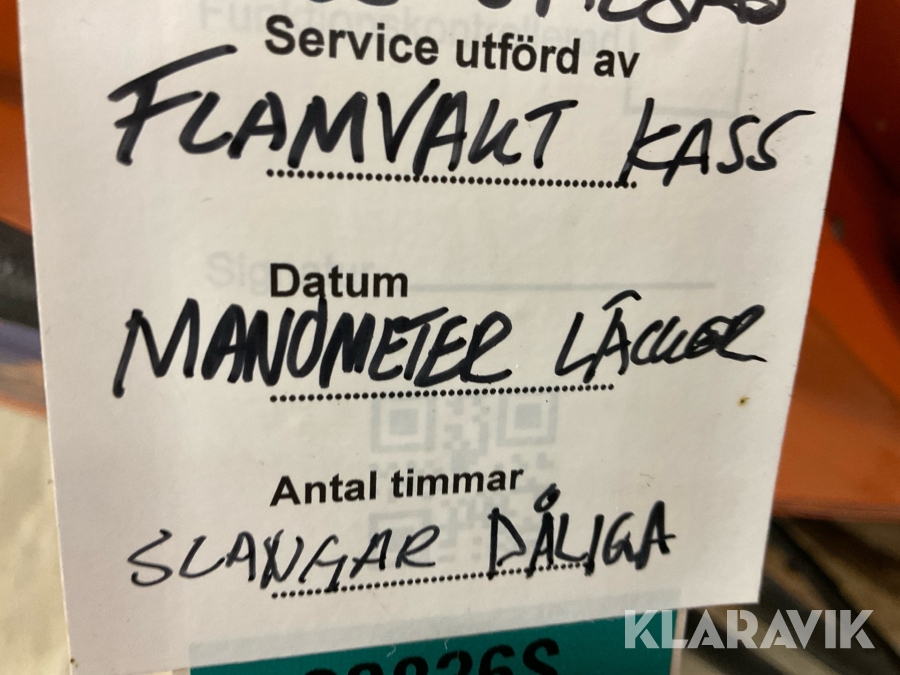 Service utförd av
FLAMVAKT KASS
Datum
MANOMETER LÄCKER
Antal timmar
SLANGAR DÅLIGA
KLARAVIK